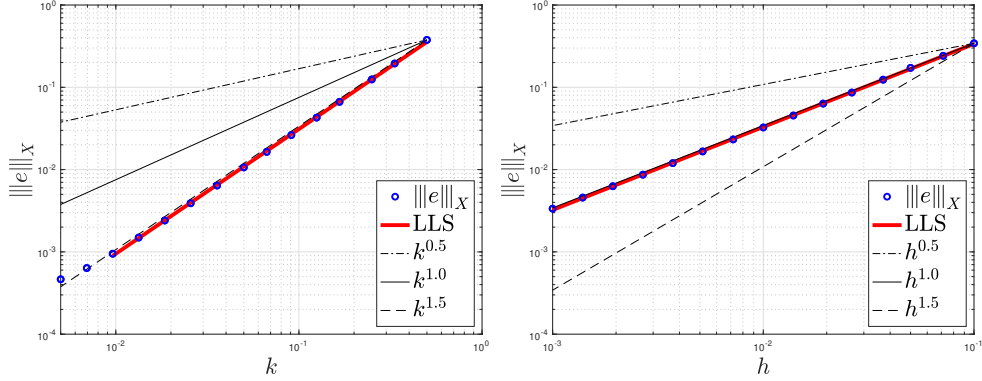 10^0
10^{-1}
10^{-2}
10^{-3}
10^{-4}
|||e|||_X
10^{-2}
10^{-1}
10^0
k
|||e|||_X
LLS
k^{0.5}
k^{1.0}
k^{1.5}
10^0
10^{-1}
10^{-2}
10^{-3}
10^{-4}
|||e|||_X
10^{-3}
10^{-2}
10^{-1}
h
|||e|||_X
LLS
h^{0.5}
h^{1.0}
h^{1.5}